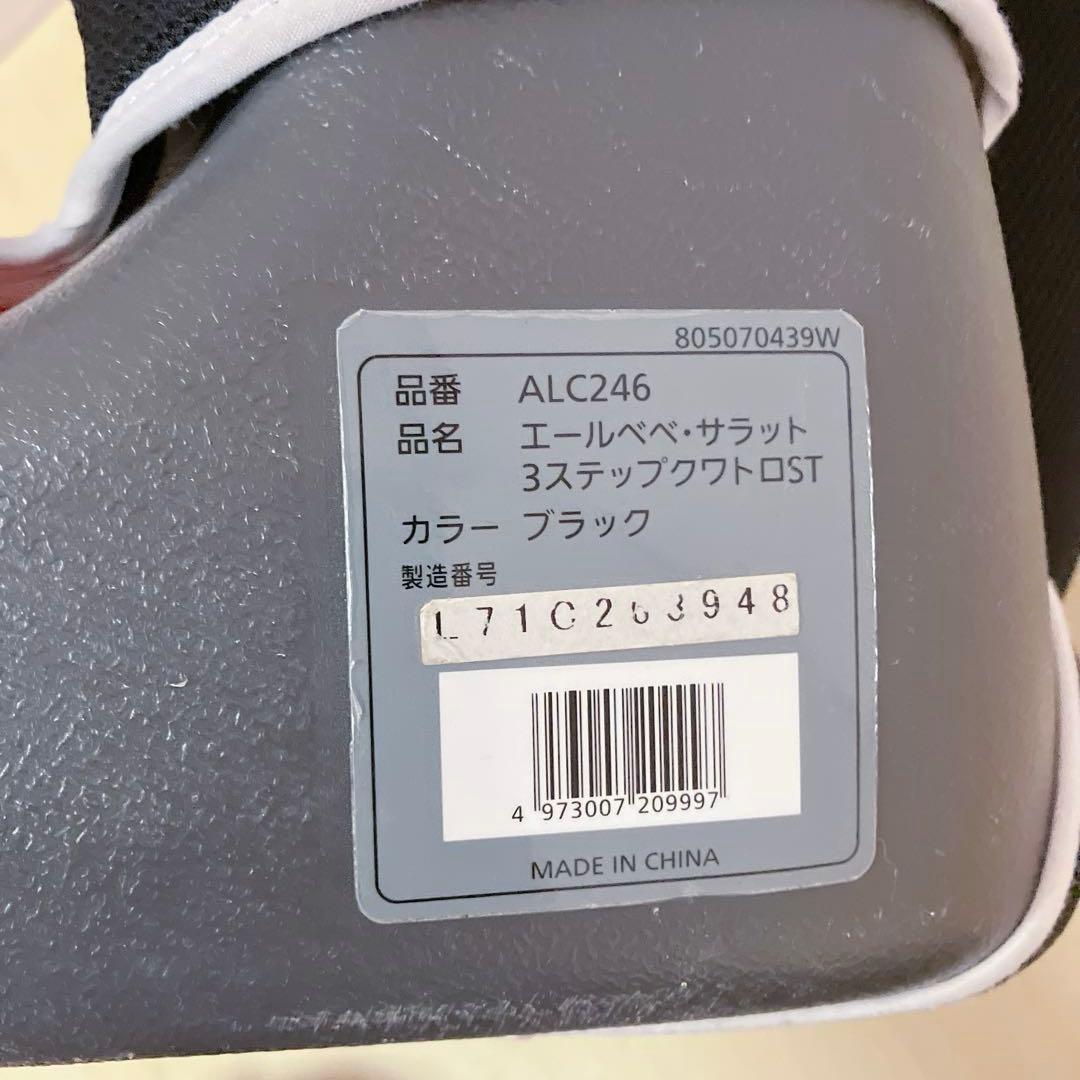 805070439W
品番 ALC246
品名 エールベベ・サラット
3ステップクワトロST
カラー ブラック
製造番号
L71C263948
4 973007 209997
MADE IN CHINA